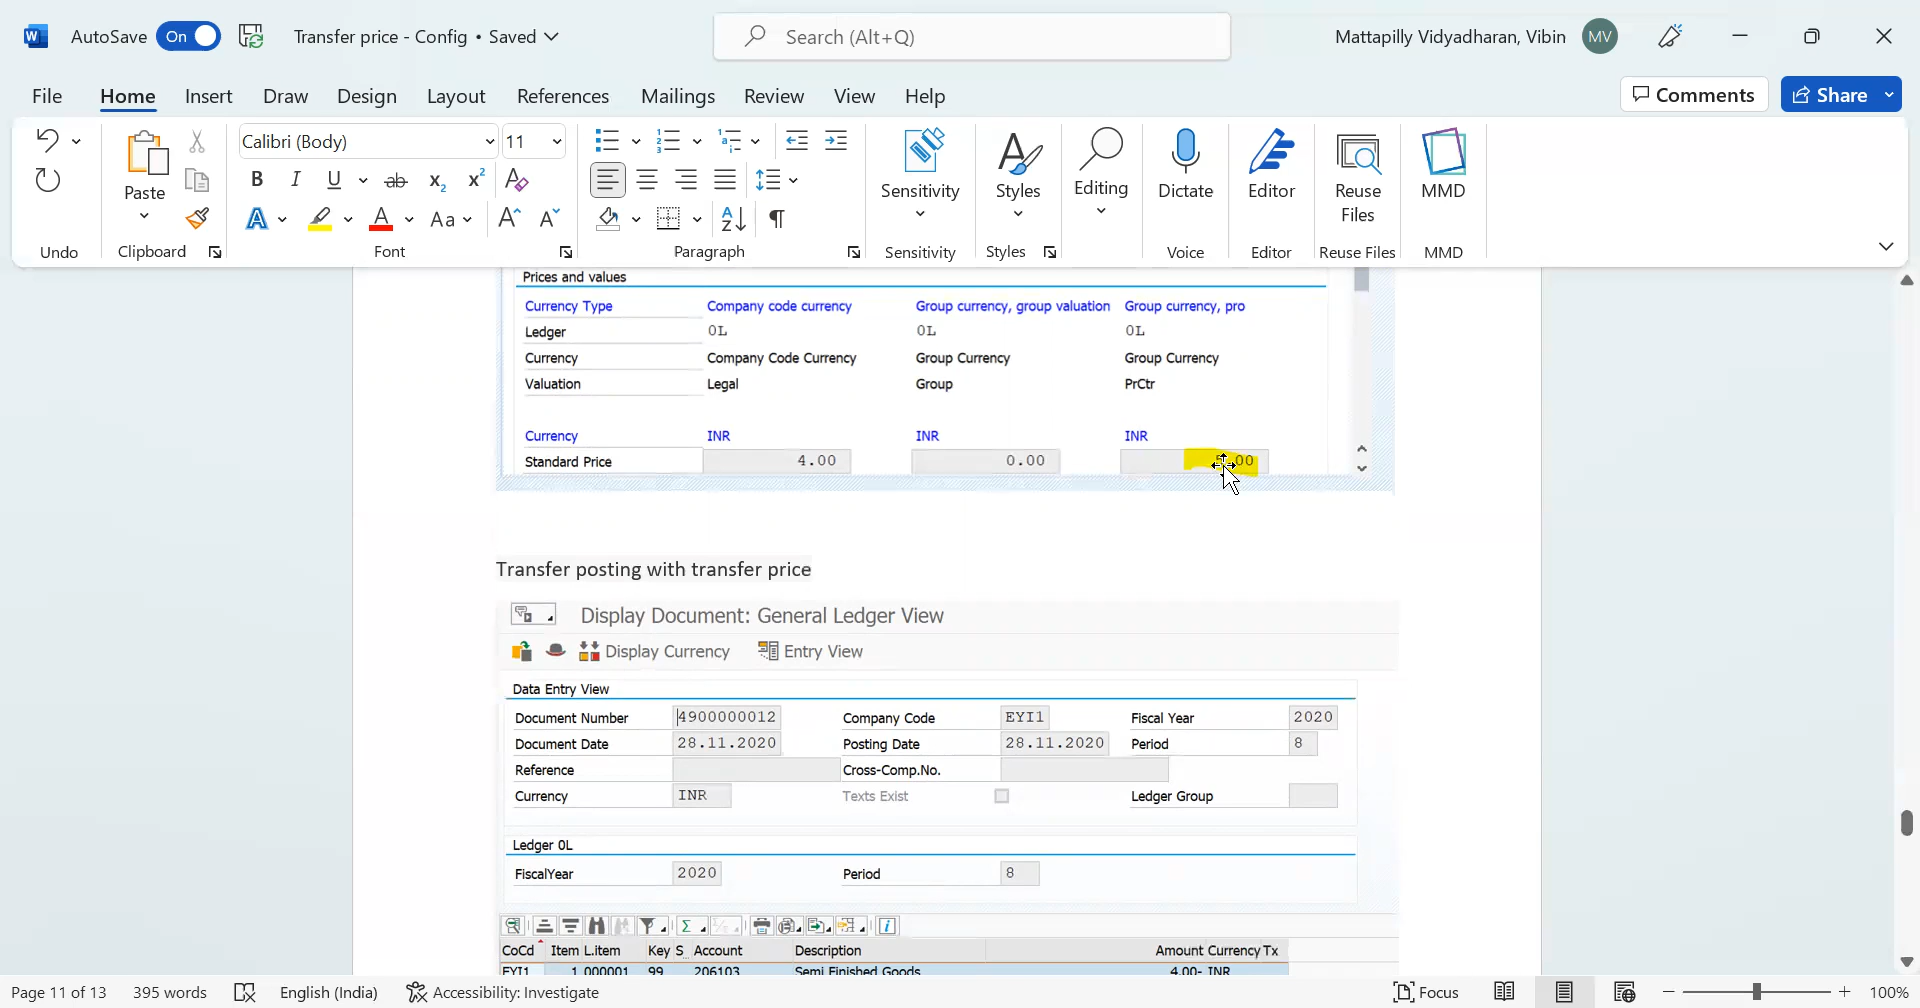 AutoSave On Transfer price - Config • Saved Search (Alt+Q) Mattapilly Vidyadharan, Vibin MV
File Home Insert Draw Design Layout References Mailings Review View Help Comments Share
Calibri (Body) 11
Paste Sensitivity Styles Editing Dictate Editor Reuse Files MMD
Undo Clipboard Font Paragraph Sensitivity Styles Voice Editor Reuse Files MMD
Prices and values
Currency Type Company code currency Group currency, group valuation Group currency, pro
Ledger 0L 0L 0L
Currency Company Code Currency Group Currency Group Currency
Valuation Legal Group PrCtr
Currency INR INR INR
Standard Price 4.00 0.00
Transfer posting with transfer price
Display Document: General Ledger View
Display Currency Entry View
Data Entry View
Document Number 4900000012 Company Code EYI1 Fiscal Year 2020
Document Date 28.11.2020 Posting Date 28.11.2020 Period 8
Reference Cross-Comp.No.
Currency INR Texts Exist Ledger Group
Ledger 0L
FiscalYear 2020 Period 8
CoCd Item L.item Key S Account Description Amount Currency Tx
EYI1 1 000001 99 206103 Semi Finished Goods 4.00- INR
Page 11 of 13 395 words English (India) Accessibility: Investigate Focus 100%